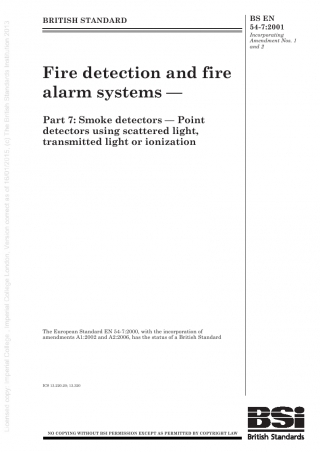 BRITISH STANDARD
BS EN
54-7:2001
Incorporating
Amendment Nos. 1
and 2
Fire detection and fire
alarm systems —
Part 7: Smoke detectors — Point
detectors using scattered light,
transmitted light or ionization
The European Standard EN 54-7:2000, with the incorporation of
amendments A1:2002 and A2:2006, has the status of a British Standard
NO COPYING WITHOUT BSI PERMISSION EXCEPT AS PERMITTED BY COPYRIGHT LAW
BSi
British Standards